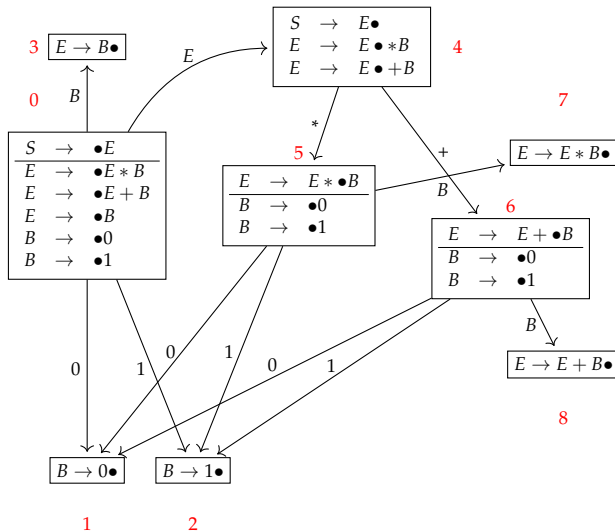 3
E → B●
E
S → E●
E → E● ∗B
E → E● +B
4
0
B
7
S → ●E
E → ●E ∗ B
E → ●E + B
E → ●B
B → ●0
B → ●1
*
+
5
E → E ∗ ●B
B → ●0
B → ●1
B
E → E ∗ B●
6
E → E + ●B
B → ●0
B → ●1
B
E → E + B●
8
0
1
0
1
0
1
B → 0●
B → 1●
1
2